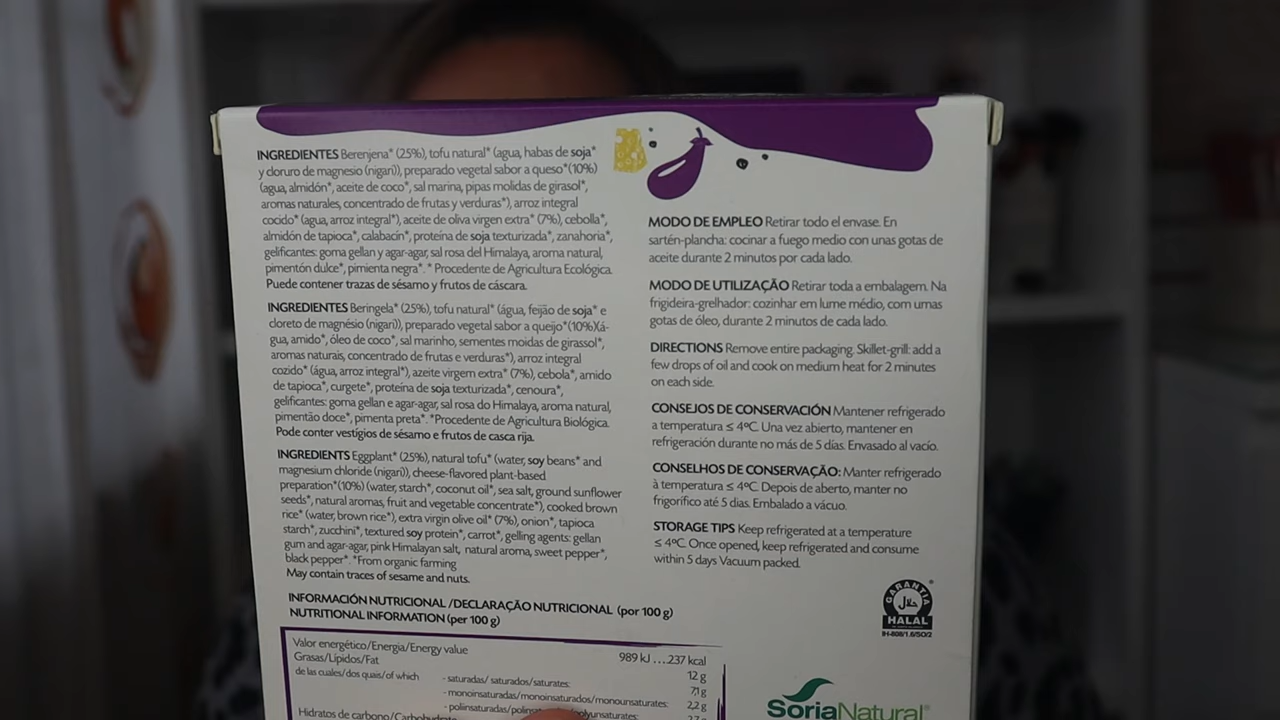 INGREDIENTES Berenjena* (25%), tofu natural* (agua, habas de soja*
y cloruro de magnesio (nigari)), preparado vegetal sabor a queso*(10%)
(agua, almidón*, aceite de coco*, sal marina, pipas molidas de girasol*,
aromas naturales, concentrado de frutas y verduras*), arroz integral
cocido* (agua, arroz integral*), aceite de oliva virgen extra* (7%), cebolla*,
almidón de tapioca*, calabacín*, proteína de soja texturizada*, zanahoria*,
gelificantes: goma gellan y agar-agar, sal rosa del Himalaya, aroma natural,
pimentón dulce*, pimienta negra*. * Procedente de Agricultura Ecológica.
Puede contener trazas de sésamo y frutos de cáscara.
INGREDIENTES Beringela* (25%), tofu natural* (água, feijão de soja* e
cloreto de magnésio (nigari)), preparado vegetal sabor a queijo*(10%)(á-
gua, amido*, óleo de coco*, sal marinho, sementes moidas de girassol*,
aromas naturais, concentrado de frutas e verduras*), arroz integral
cozido* (água, arroz integral*), azeite virgem extra* (7%), cebola*, amido
de tapioca*, curgete*, proteína de soja texturizada*, cenoura*,
gelificantes: goma gellan e agar-agar, sal rosa do Himalaya, aroma natural,
pimentão doce*, pimenta preta*. *Procedente de Agricultura Biológica.
Pode conter vestígios de sésamo e frutos de casca rija.
INGREDIENTS Eggplant* (25%), natural tofu* (water, soy beans* and
magnesium chloride (nigari)), cheese-flavored plant-based
preparation*(10%) (water, starch*, coconut oil*, sea salt, ground sunflower
seeds*, natural aromas, fruit and vegetable concentrate*), cooked brown
rice* (water, brown rice*), extra virgin olive oil* (7%), onion*, tapioca
starch*, zucchini*, textured soy protein*, carrot*, gelling agents: gellan
gum and agar-agar, pink Himalayan salt, natural aroma, sweet pepper*,
black pepper*. *From organic farming
May contain traces of sesame and nuts.
INFORMACIÓN NUTRICIONAL /DECLARAÇÃO NUTRICIONAL (por 100 g)
NUTRITIONAL INFORMATION (per 100 g)
Valor energético/Energia/Energy value 989 kJ ....237 kcal
Grasas/Lípidos/Fat 12 g
de las cuales/dos quais/of which - saturadas/ saturados/saturates: 7,1 g
- monoinsaturadas/monoinsaturados/monounsaturates: 2,2 g
- poliinsaturadas/
Hidratos de carbono/
MODO DE EMPLEO Retirar todo el envase. En
sartén-plancha: cocinar a fuego medio con unas gotas de
aceite durante 2 minutos por cada lado.
MODO DE UTILIZAÇÃO Retirar toda a embalagem. Na
frigideira-grelhador: cozinhar em lume médio, com umas
gotas de óleo, durante 2 minutos de cada lado.
DIRECTIONS Remove entire packaging. Skillet-grill: add a
few drops of oil and cook on medium heat for 2 minutes
on each side.
CONSEJOS DE CONSERVACIÓN Mantener refrigerado
a temperatura ≤ 4ºC. Una vez abierto, mantener en
refrigeración durante no más de 5 días. Envasado al vacío.
CONSELHOS DE CONSERVAÇÃO: Manter refrigerado
à temperatura ≤ 4ºC. Depois de aberto, manter no
frigorífico até 5 dias. Embalado a vácuo.
STORAGE TIPS Keep refrigerated at a temperature
≤ 4ºC. Once opened, keep refrigerated and consume
within 5 days Vacuum packed.
GARANTIA
حلال
HALAL
SoriaNatural®